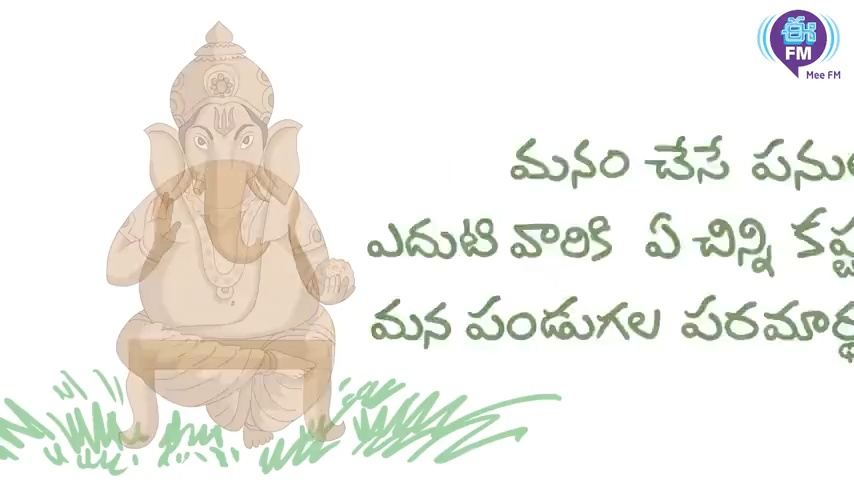 ఈ
FM
Mee FM
మనం చేసే
ఎదుటి వారికి ఏ చిన్ని
మన పండుగల